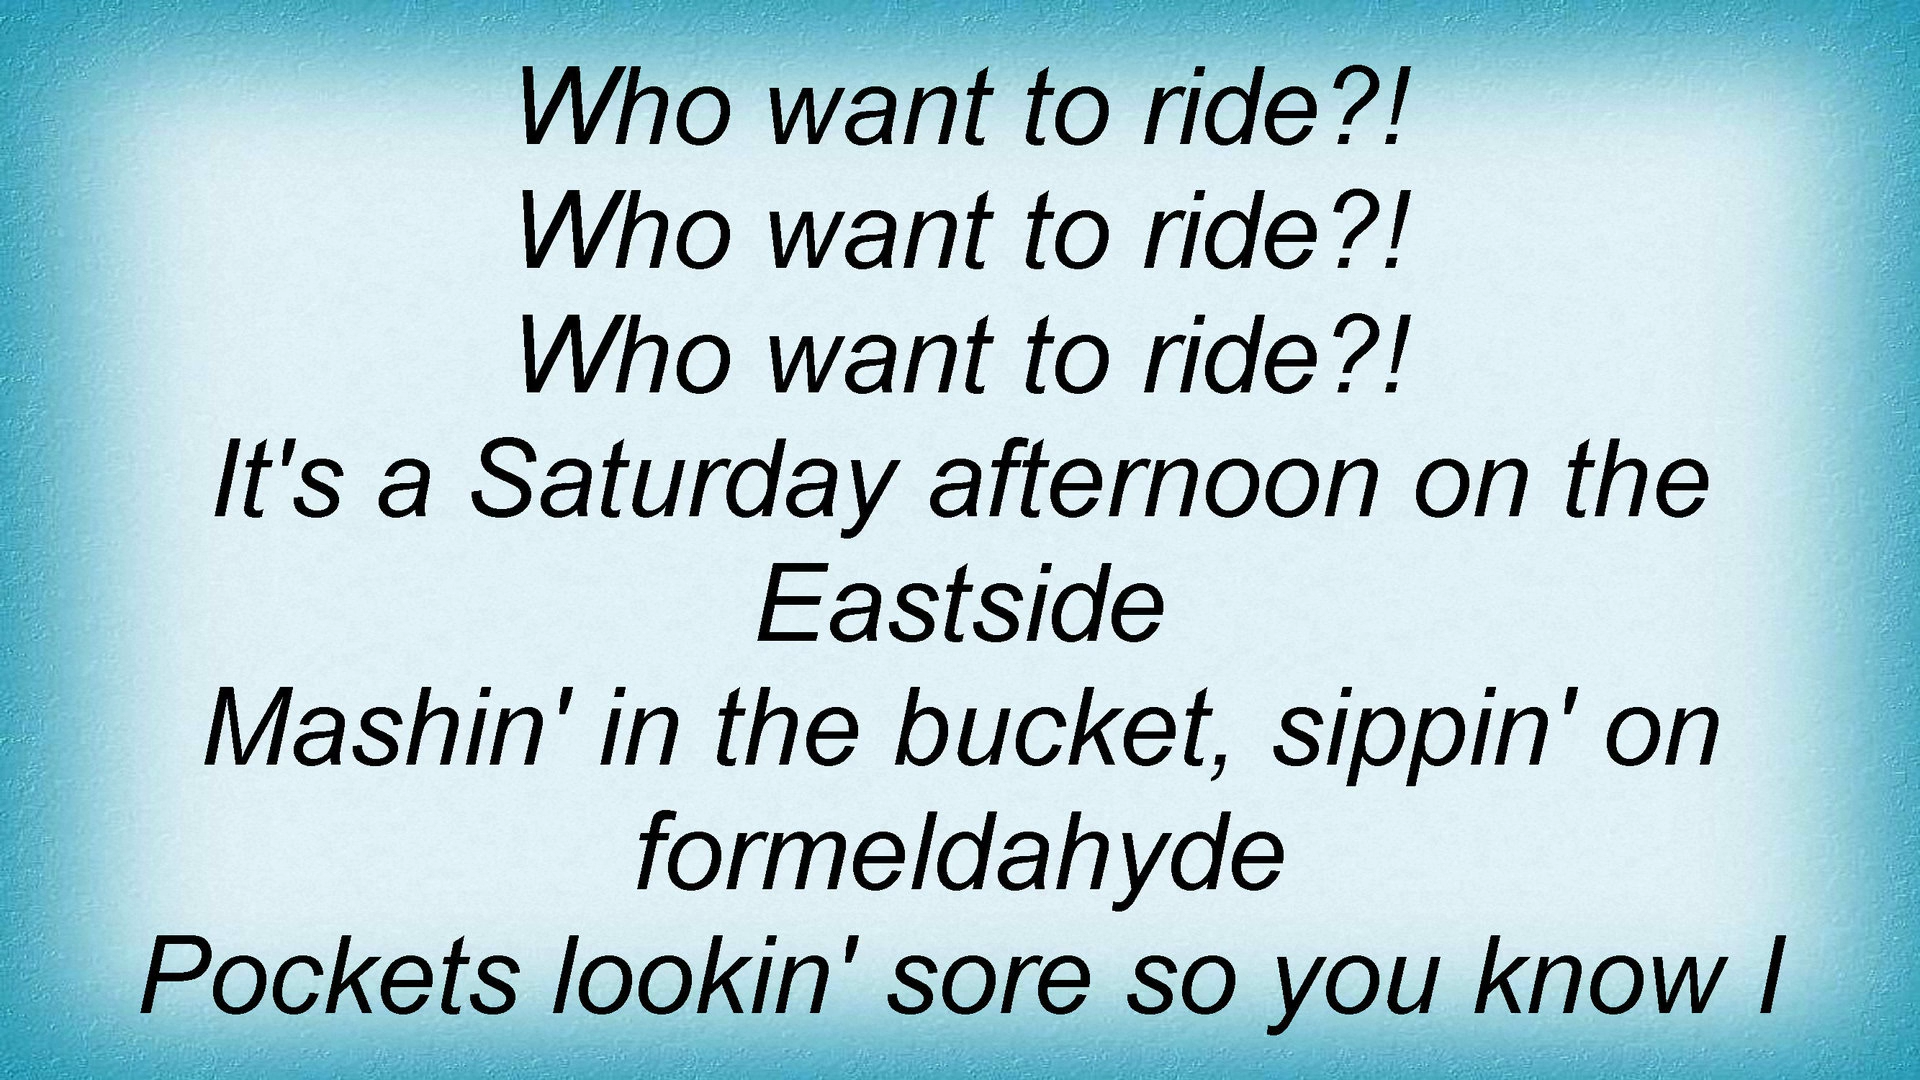 Who want to ride?!
Who want to ride?!
Who want to ride?!
It's a Saturday afternoon on the
Eastside
Mashin' in the bucket, sippin' on
formeldahyde
Pockets lookin' sore so you know I